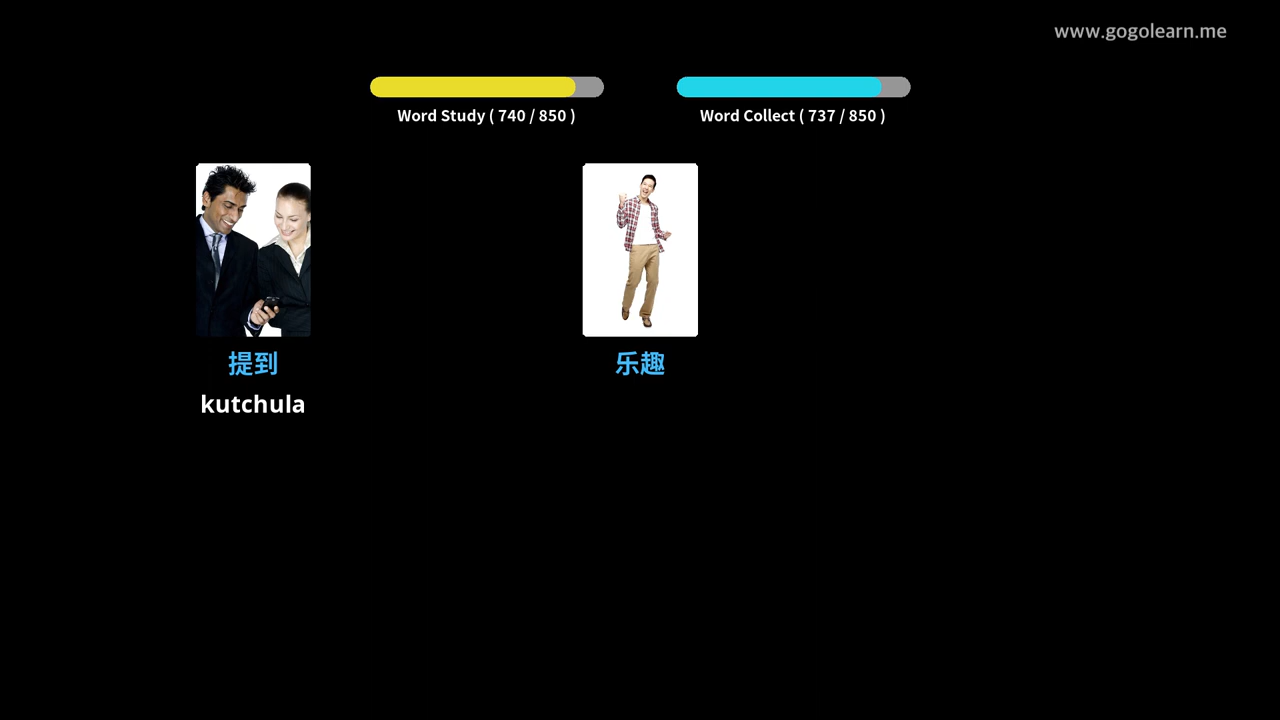 www.gogolearn.me
Word Study ( 740 / 850 )
Word Collect ( 737 / 850 )
提到
乐趣
kutchula